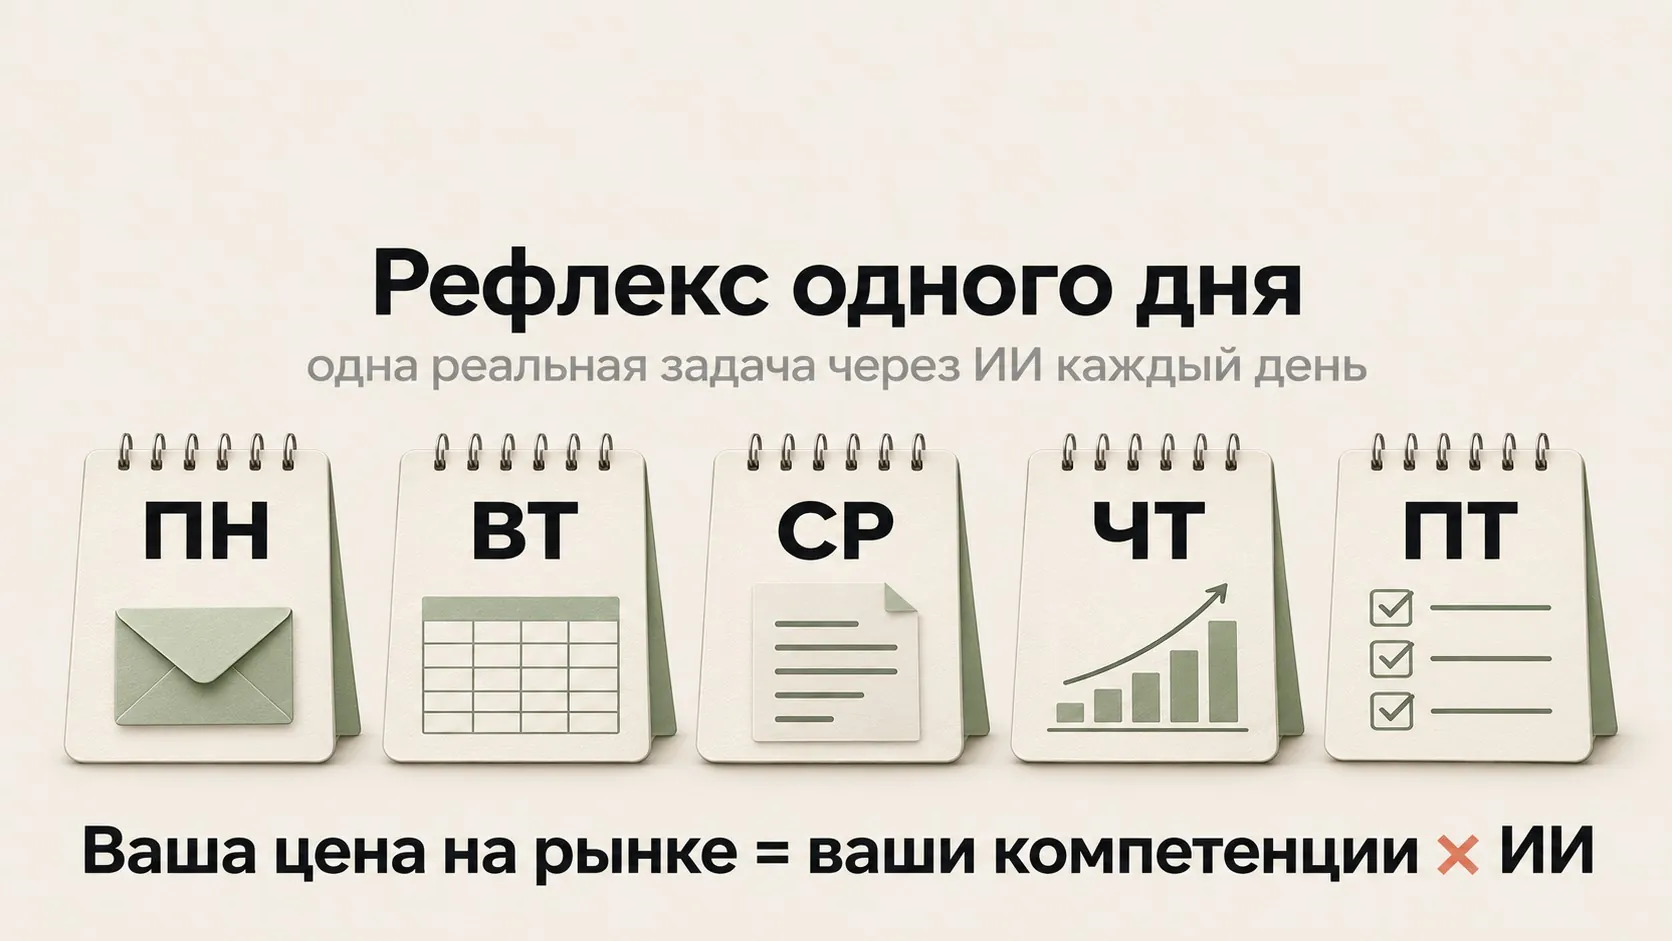 Рефлекс одного дня
одна реальная задача через ИИ каждый день
ПН
ВТ
СР
ЧТ
ПТ
Ваша цена на рынке = ваши компетенции × ИИ